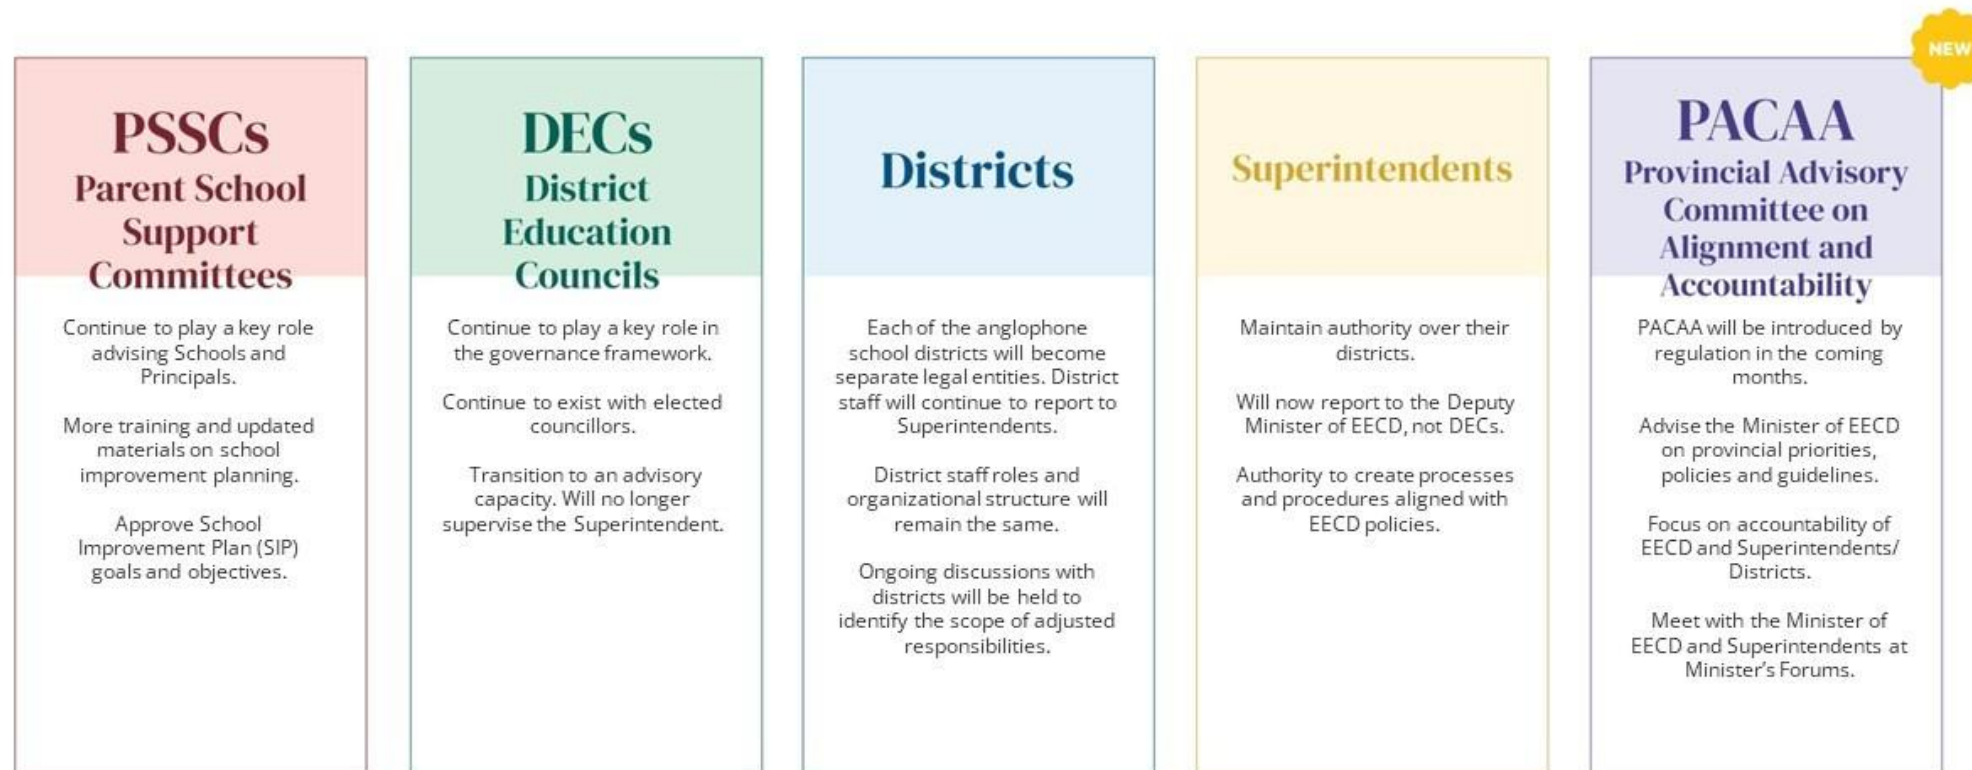 PSSCs
Parent School
Support
Committees
Continue to play a key role
advising Schools and
Principals.
More training and updated
materials on school
improvement planning.
Approve School
Improvement Plan (SIP)
goals and objectives.
DECs
District
Education
Councils
Continue to play a key role in
the governance framework.
Continue to exist with elected
councillors.
Transition to an advisory
capacity. Will no longer
supervise the Superintendent.
Districts
Each of the anglophone
school districts will become
separate legal entities. District
staff will continue to report to
Superintendents.
District staff roles and
organizational structure will
remain the same.
Ongoing discussions with
districts will be held to
identify the scope of adjusted
responsibilities.
Superintendents
Maintain authority over their
districts.
Will now report to the Deputy
Minister of EECD, not DECs.
Authority to create processes
and procedures aligned with
EECD policies.
NEW
PACAA
Provincial Advisory
Committee on
Alignment and
Accountability
PACAA will be introduced by
regulation in the coming
months.
Advise the Minister of EECD
on provincial priorities,
policies and guidelines.
Focus on accountability of
EECD and Superintendents/
Districts.
Meet with the Minister of
EECD and Superintendents at
Minister's Forums.